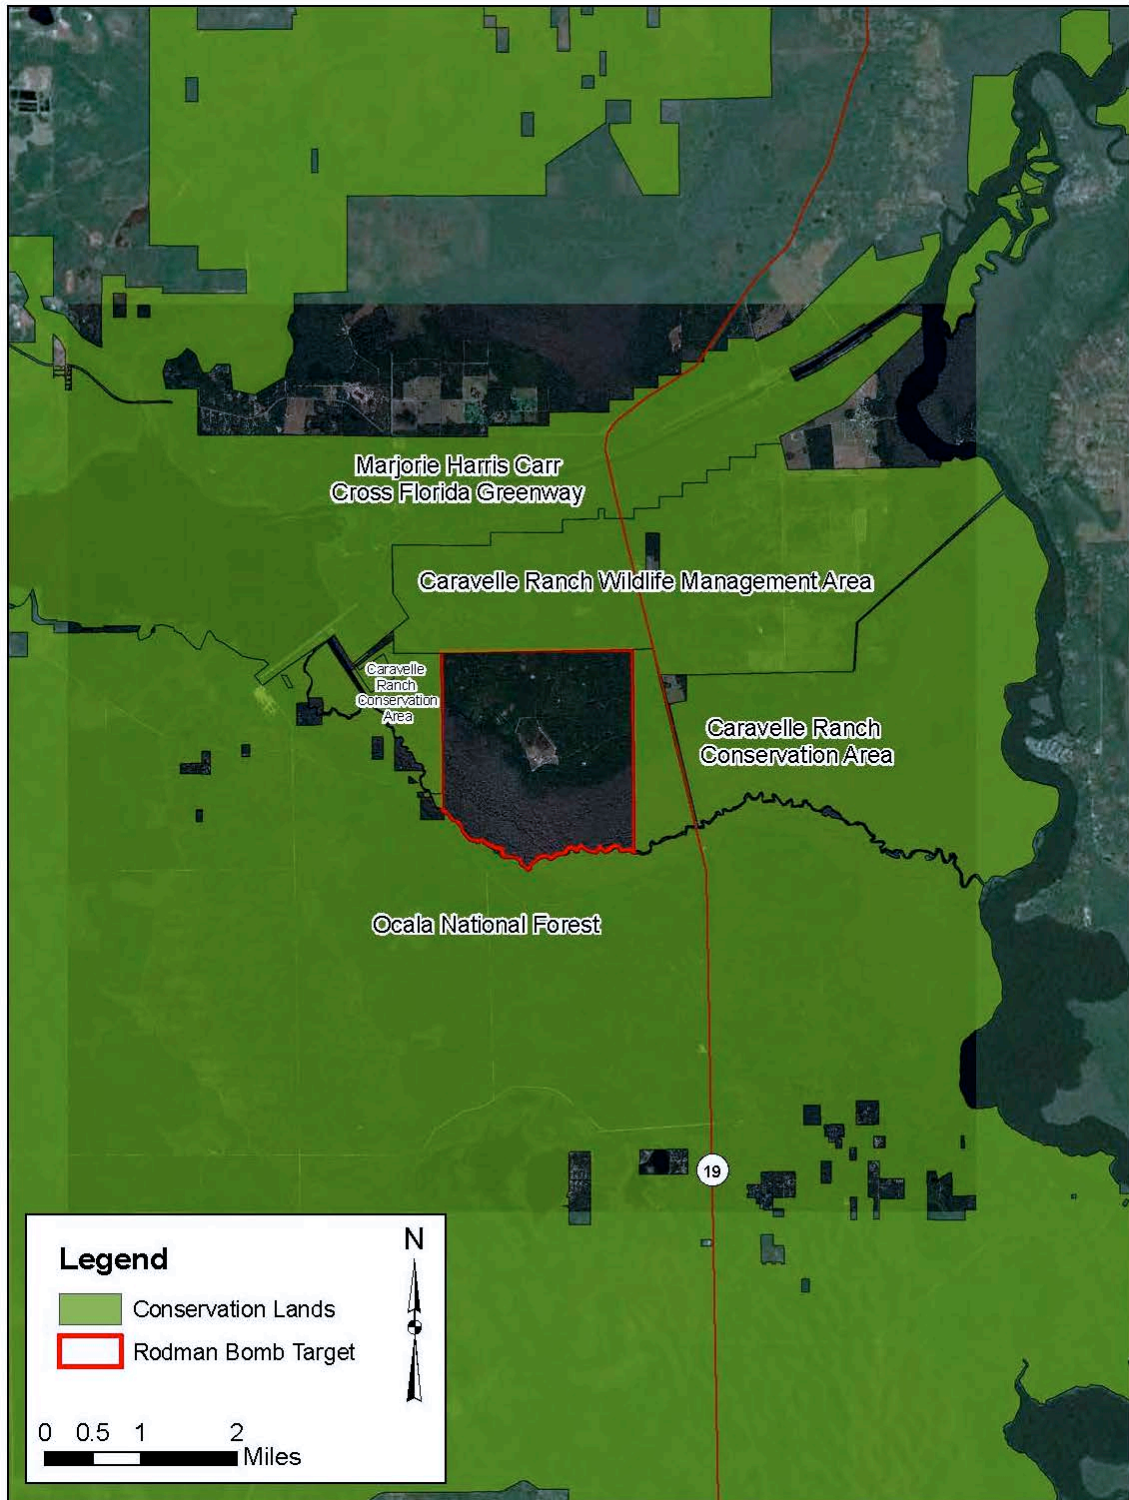 Marjorie Harris Carr
Cross Florida Greenway
Caravelle Ranch Wildlife Management Area
Caravelle
Ranch
Conservation
Area
Caravelle Ranch
Conservation Area
Ocala National Forest
19
Legend
Conservation Lands
Rodman Bomb Target
N
0 0.5 1 2
Miles